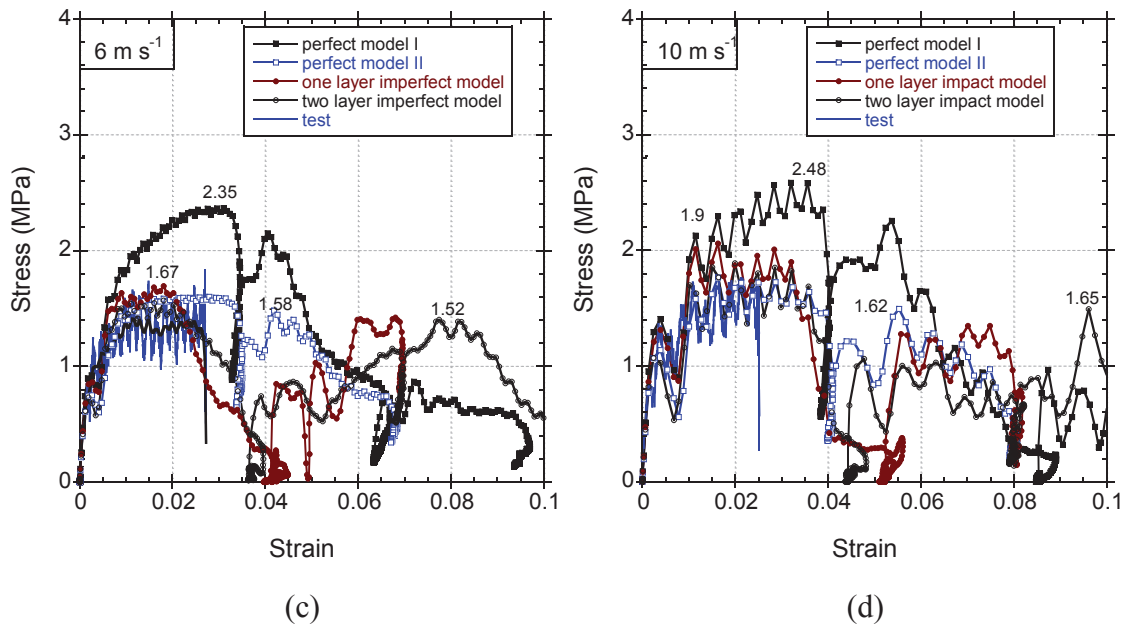 4
6 m s⁻¹
perfect model I
perfect model II
one layer imperfect model
two layer imperfect model
test
3
2.35
2
1.67
1.58
1.52
1
0
0 0.02 0.04 0.06 0.08 0.1
Stress (MPa)
Strain
(c)
4
10 m s⁻¹
perfect model I
perfect model II
one layer impact model
two layer impact model
test
3
2.48
1.9
2
1.62
1.65
1
0
0 0.02 0.04 0.06 0.08 0.1
Stress (MPa)
Strain
(d)